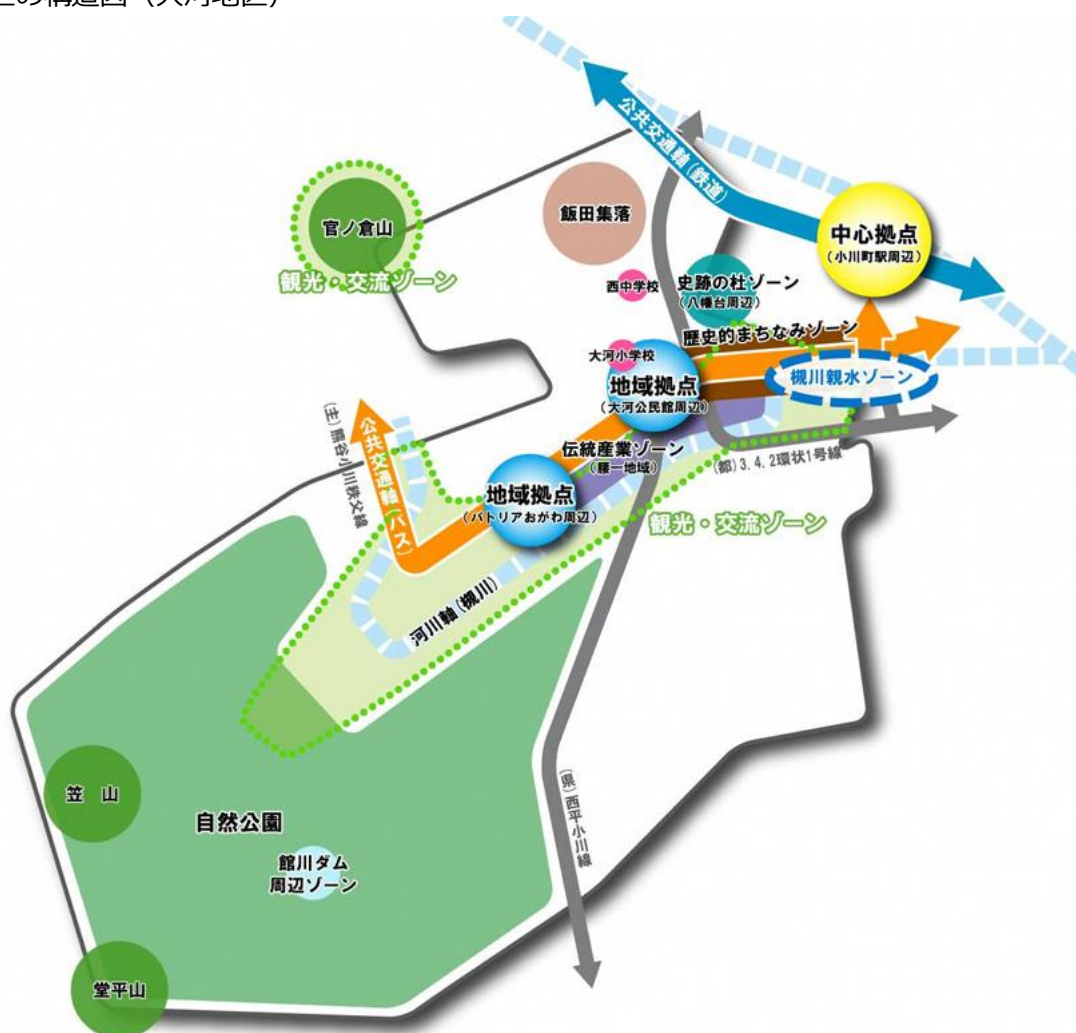 公共交通軸(鉄道)
官ノ倉山
観光・交流ゾーン
飯田集落
中心拠点
(小川町駅周辺)
西中学校
史跡の杜ゾーン
(八幡台周辺)
歴史的まちなみゾーン
大河小学校
地域拠点
(大河公民館周辺)
槻川親水ゾーン
(主)熊谷小川秩父線
公共交通軸(バス)
伝統産業ゾーン
(腰一地域)
(都)3.4.2環状1号線
地域拠点
(パトリアおがわ周辺)
観光・交流ゾーン
河川軸(槻川)
(県)西平小川線
笠 山
自然公園
館川ダム
周辺ゾーン
堂平山